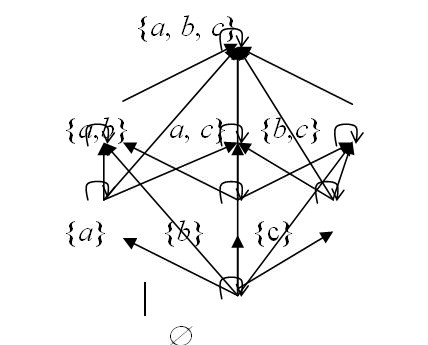 {a, b, c}
{a,b} a, c} {b,c}
{a} {b} {c}
∅